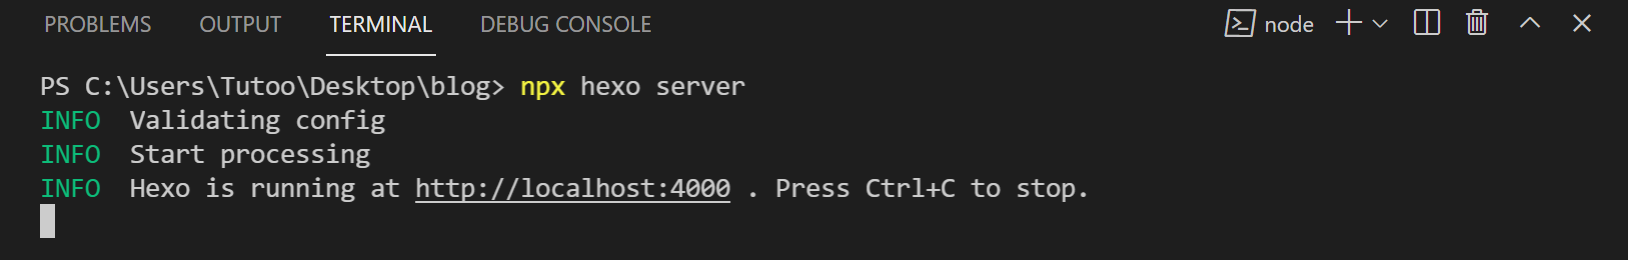 PROBLEMS OUTPUT TERMINAL DEBUG CONSOLE node
PS C:\Users\Tutoo\Desktop\blog> npx hexo server
INFO  Validating config
INFO  Start processing
INFO  Hexo is running at http://localhost:4000 . Press Ctrl+C to stop.